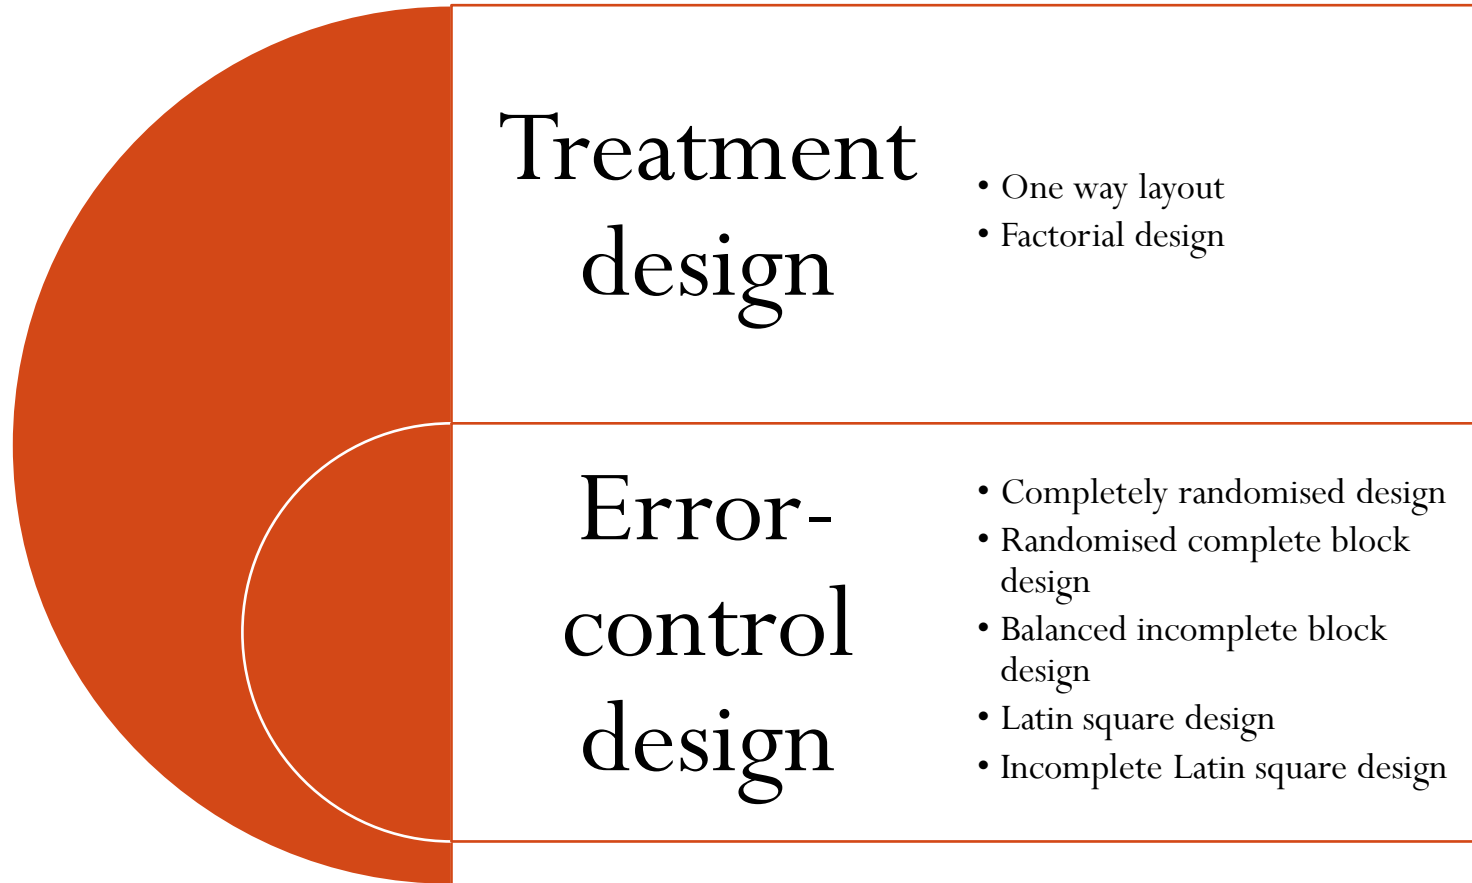 Treatment
design
• One way layout
• Factorial design
Error-
control
design
• Completely randomised design
• Randomised complete block
design
• Balanced incomplete block
design
• Latin square design
• Incomplete Latin square design